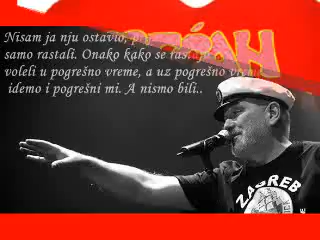 Nisam ja nju ostavio,
samo rastali. Onako kako se
voleli u pogrešno vreme, a uz pogrešno
idemo i pogrešni mi. A nismo bili..
ZAGREB